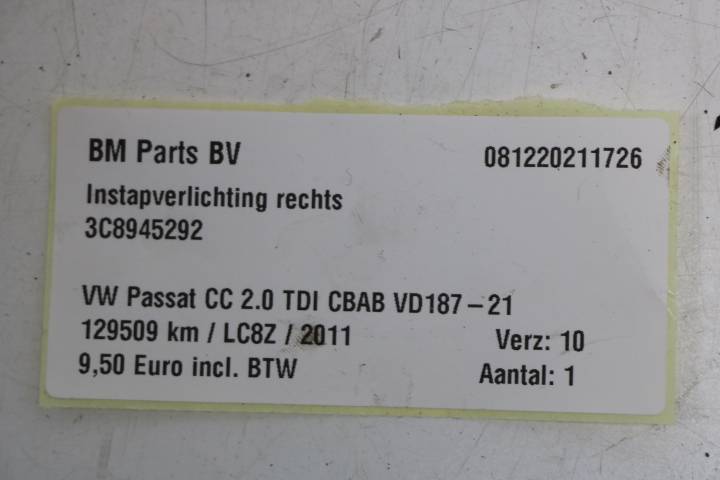 BM Parts BV 081220211726
Instapverlichting rechts
3C8945292
VW Passat CC 2.0 TDI CBAB VD187-21
129509 km / LC8Z / 2011 Verz: 10
9,50 Euro incl. BTW Aantal: 1